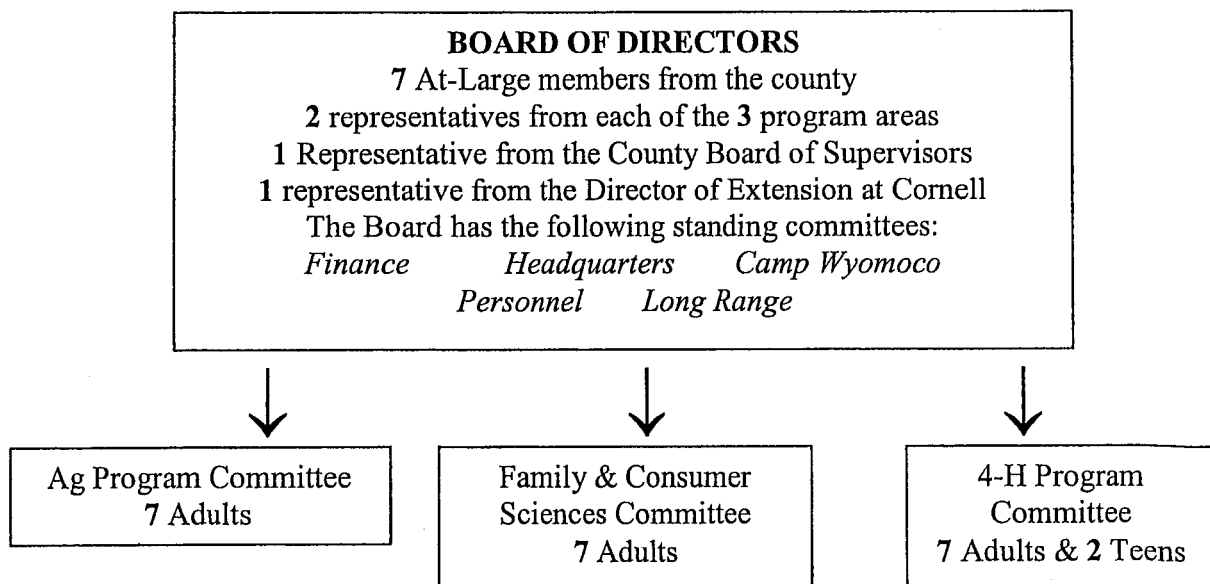 BOARD OF DIRECTORS
7 At-Large members from the county
2 representatives from each of the 3 program areas
1 Representative from the County Board of Supervisors
1 representative from the Director of Extension at Cornell
The Board has the following standing committees:
Finance Headquarters Camp Wyomoco
Personnel Long Range
Ag Program Committee
7 Adults
Family & Consumer
Sciences Committee
7 Adults
4-H Program
Committee
7 Adults & 2 Teens